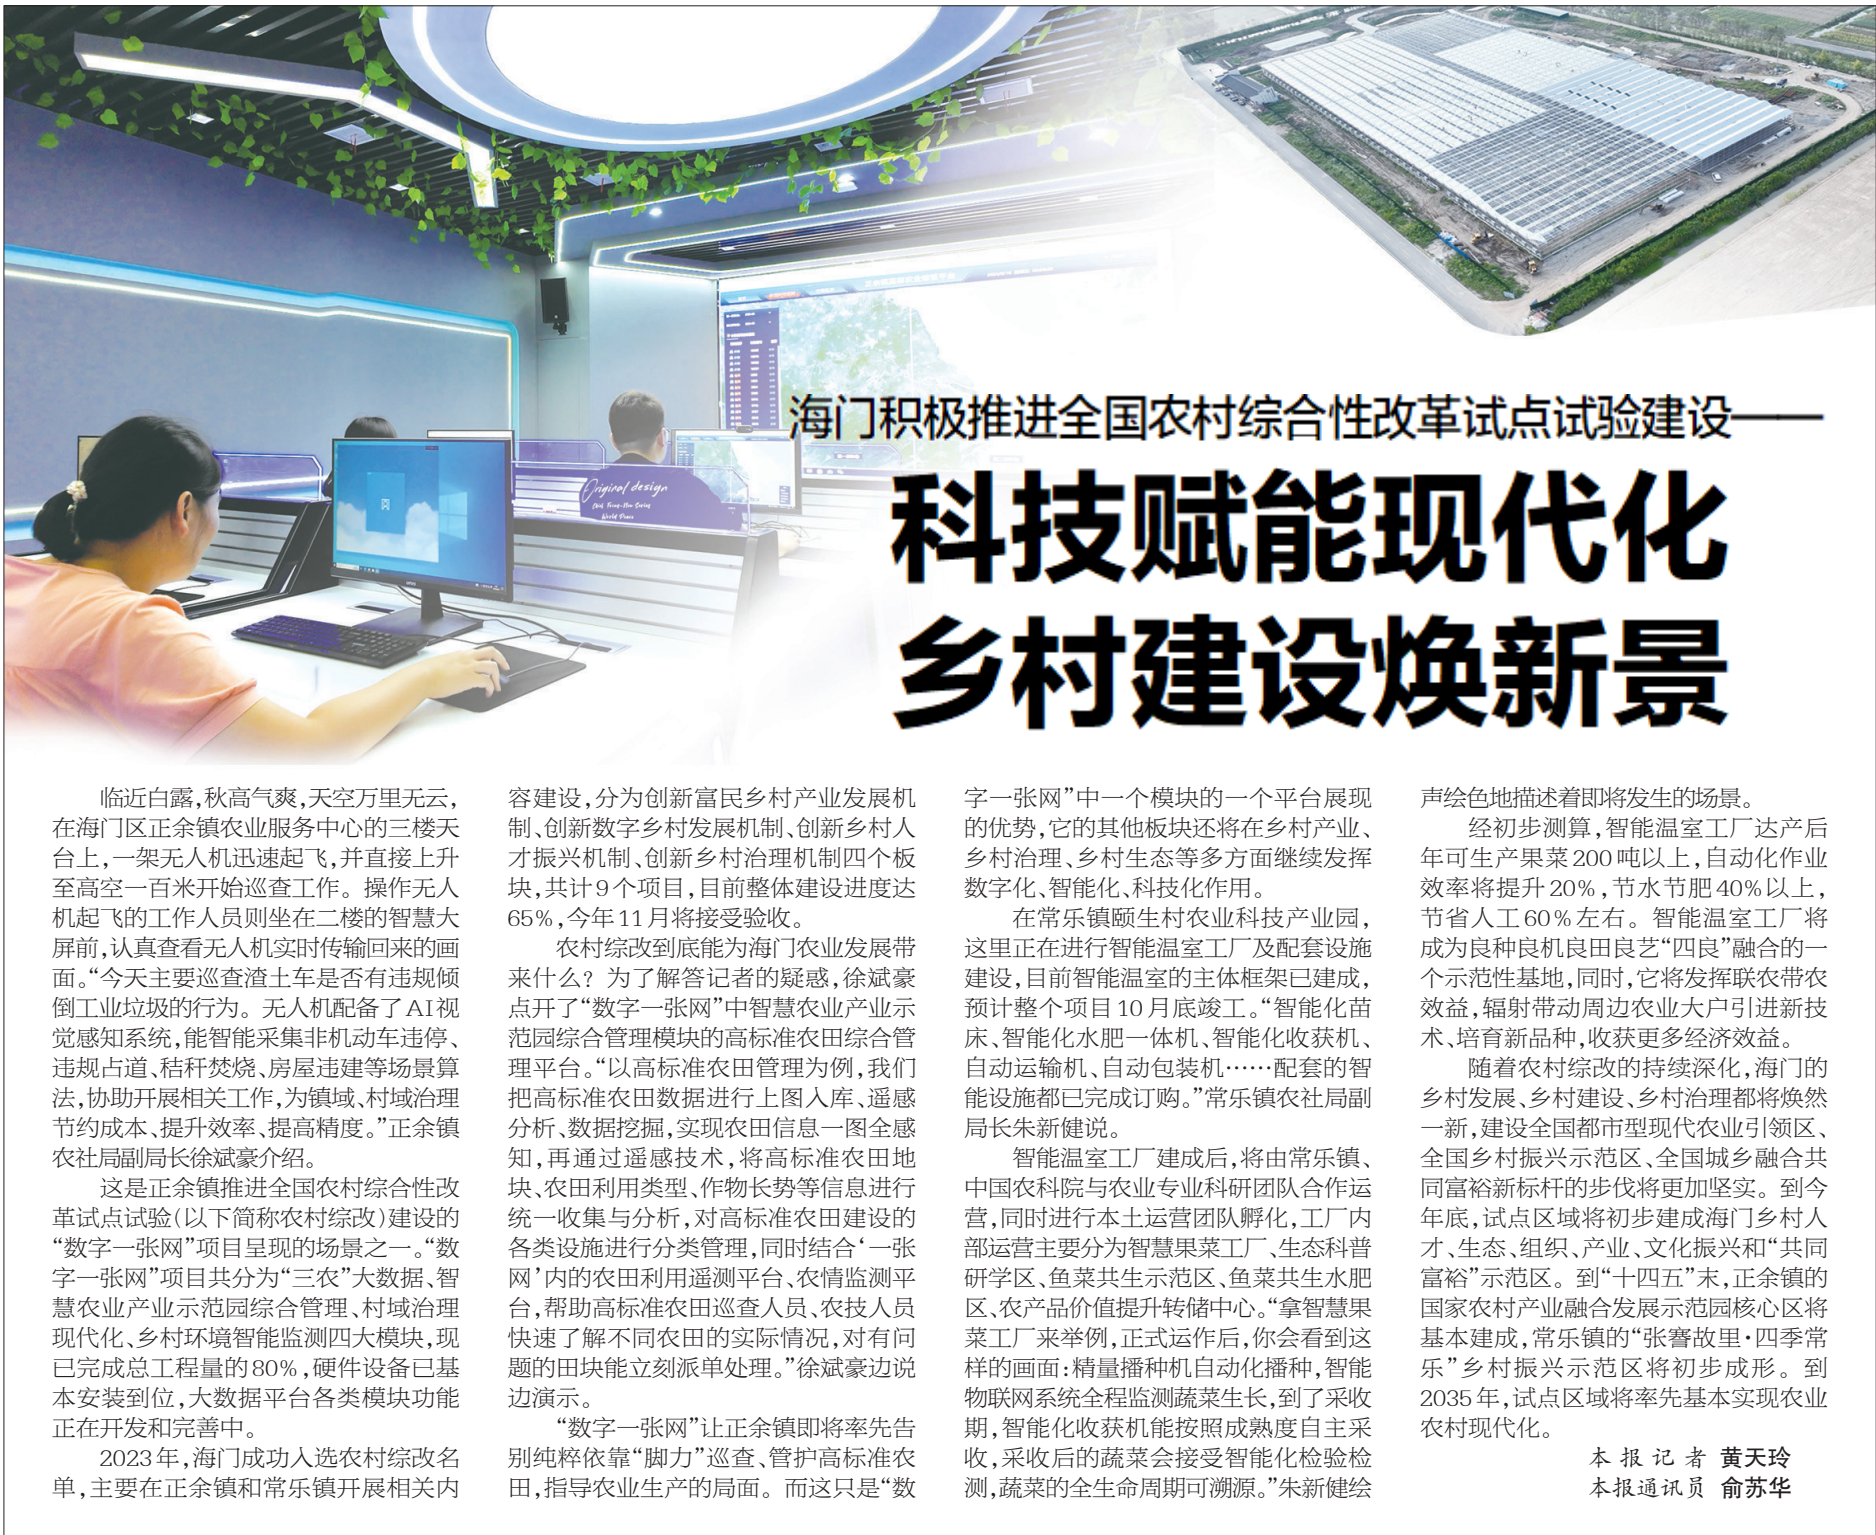 海门积极推进全国农村综合性改革试点试验建设——
科技赋能现代化
乡村建设焕新景
Original design
临近白露,秋高气爽,天空万里无云,
在海门区正余镇农业服务中心的三楼天
台上,一架无人机迅速起飞,并直接上升
至高空一百米开始巡查工作。操作无人
机起飞的工作人员则坐在二楼的智慧大
屏前,认真查看无人机实时传输回来的画
面。“今天主要巡查渣土车是否有违规倾
倒工业垃圾的行为。无人机配备了AI视
觉感知系统,能智能采集非机动车违停、
违规占道、秸秆焚烧、房屋违建等场景算
法,协助开展相关工作,为镇域、村域治理
节约成本、提升效率、提高精度。”正余镇
农社局副局长徐斌豪介绍。
这是正余镇推进全国农村综合性改
革试点试验(以下简称农村综改)建设的
“数字一张网”项目呈现的场景之一。“数
字一张网”项目共分为“三农”大数据、智
慧农业产业示范园综合管理、村域治理
现代化、乡村环境智能监测四大模块,现
已完成总工程量的80%,硬件设备已基
本安装到位,大数据平台各类模块功能
正在开发和完善中。
2023年,海门成功入选农村综改名
单,主要在正余镇和常乐镇开展相关内
容建设,分为创新富民乡村产业发展机
制、创新数字乡村发展机制、创新乡村人
才振兴机制、创新乡村治理机制四个板
块,共计9个项目,目前整体建设进度达
65%,今年11月将接受验收。
农村综改到底能为海门农业发展带
来什么?为了解答记者的疑惑,徐斌豪
点开了“数字一张网”中智慧农业产业示
范园综合管理模块的高标准农田综合管
理平台。“以高标准农田管理为例,我们
把高标准农田数据进行上图入库、遥感
分析、数据挖掘,实现农田信息一图全感
知,再通过遥感技术,将高标准农田地
块、农田利用类型、作物长势等信息进行
统一收集与分析,对高标准农田建设的
各类设施进行分类管理,同时结合‘一张
网’内的农田利用遥测平台、农情监测平
台,帮助高标准农田巡查人员、农技人员
快速了解不同农田的实际情况,对有问
题的田块能立刻派单处理。”徐斌豪边说
边演示。
“数字一张网”让正余镇即将率先告
别纯粹依靠“脚力”巡查、管护高标准农
田,指导农业生产的局面。而这只是“数
字一张网”中一个模块的一个平台展现
的优势,它的其他板块还将在乡村产业、
乡村治理、乡村生态等多方面继续发挥
数字化、智能化、科技化作用。
在常乐镇颐生村农业科技产业园,
这里正在进行智能温室工厂及配套设施
建设,目前智能温室的主体框架已建成,
预计整个项目10月底竣工。“智能化苗
床、智能化水肥一体机、智能化收获机、
自动运输机、自动包装机……配套的智
能设施都已完成订购。”常乐镇农社局副
局长朱新健说。
智能温室工厂建成后,将由常乐镇、
中国农科院与农业专业科研团队合作运
营,同时进行本土运营团队孵化,工厂内
部运营主要分为智慧果菜工厂、生态科普
研学区、鱼菜共生示范区、鱼菜共生水肥
区、农产品价值提升转储中心。“拿智慧果
菜工厂来举例,正式运作后,你会看到这
样的画面:精量播种机自动化播种,智能
物联网系统全程监测蔬菜生长,到了采收
期,智能化收获机能按照成熟度自主采
收,采收后的蔬菜会接受智能化检验检
测,蔬菜的全生命周期可溯源。”朱新健绘
声绘色地描述着即将发生的场景。
经初步测算,智能温室工厂达产后
年可生产果菜200吨以上,自动化作业
效率将提升20%,节水节肥40%以上,
节省人工60%左右。智能温室工厂将
成为良种良机良田良艺“四良”融合的一
个示范性基地,同时,它将发挥联农带农
效益,辐射带动周边农业大户引进新技
术、培育新品种,收获更多经济效益。
随着农村综改的持续深化,海门的
乡村发展、乡村建设、乡村治理都将焕然
一新,建设全国都市型现代农业引领区、
全国乡村振兴示范区、全国城乡融合共
同富裕新标杆的步伐将更加坚实。到今
年底,试点区域将初步建成海门乡村人
才、生态、组织、产业、文化振兴和“共同
富裕”示范区。到“十四五”末,正余镇的
国家农村产业融合发展示范园核心区将
基本建成,常乐镇的“张謇故里·四季常
乐”乡村振兴示范区将初步成形。到
2035年,试点区域将率先基本实现农业
农村现代化。
本报记者 黄天玲
本报通讯员 俞苏华